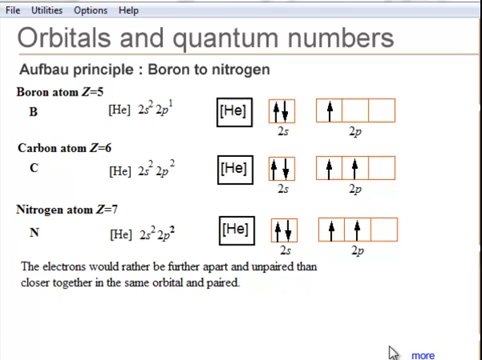 File Utilities Options Help
Orbitals and quantum numbers
Aufbau principle : Boron to nitrogen
Boron atom Z=5
B [He] 2s² 2p¹ [He] 2s 2p
Carbon atom Z=6
C [He] 2s² 2p² [He] 2s 2p
Nitrogen atom Z=7
N [He] 2s² 2p² [He] 2s 2p
The electrons would rather be further apart and unpaired than
closer together in the same orbital and paired.
more